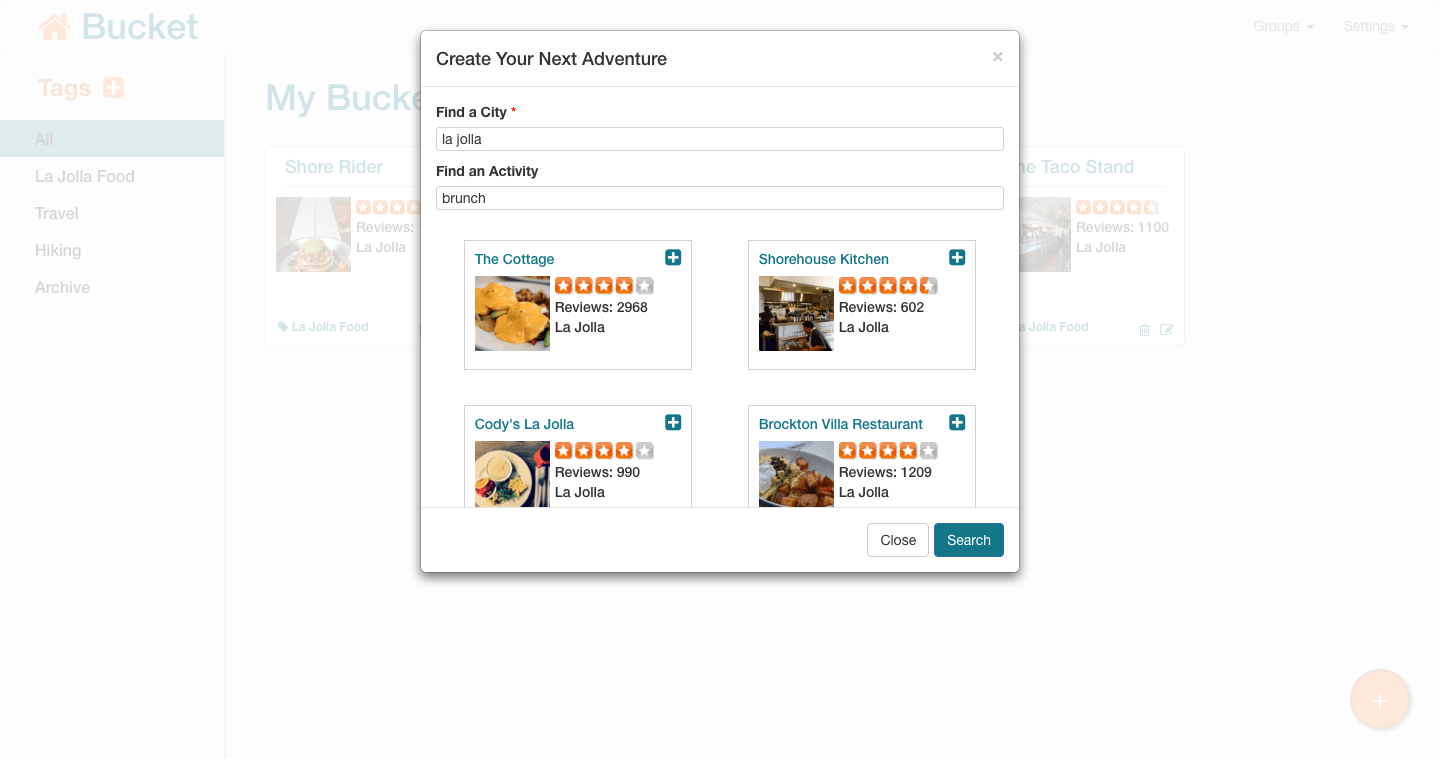 Bucket
Groups
Settings
Tags
All
La Jolla Food
Travel
Hiking
Archive
My
Shore Rider
Reviews:
La Jolla
La Jolla Food
Create Your Next Adventure
×
Find a City *
la jolla
Find an Activity
brunch
The Cottage
Reviews: 2968
La Jolla
Shorehouse Kitchen
Reviews: 602
La Jolla
Cody's La Jolla
Reviews: 990
La Jolla
Brockton Villa Restaurant
Reviews: 1209
La Jolla
Close
Search
Taco Stand
Reviews: 1100
La Jolla
Jolla Food
+